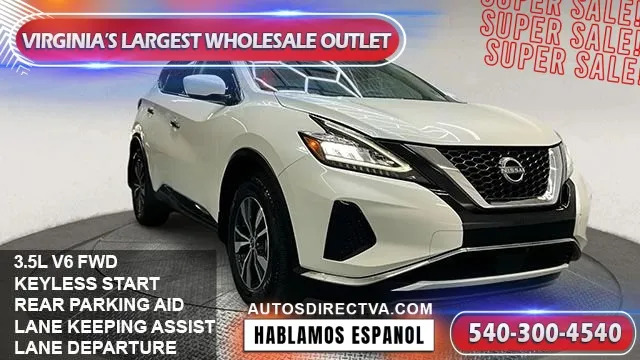 VIRGINIA'S LARGEST WHOLESALE OUTLET
SUPER SALE!
SUPER SALE!
SUPER SALE!
NISSAN
3.5L V6 FWD
KEYLESS START
REAR PARKING AID
LANE KEEPING ASSIST
LANE DEPARTURE
AUTOSDIRECTVA.COM
HABLAMOS ESPANOL
540-300-4540